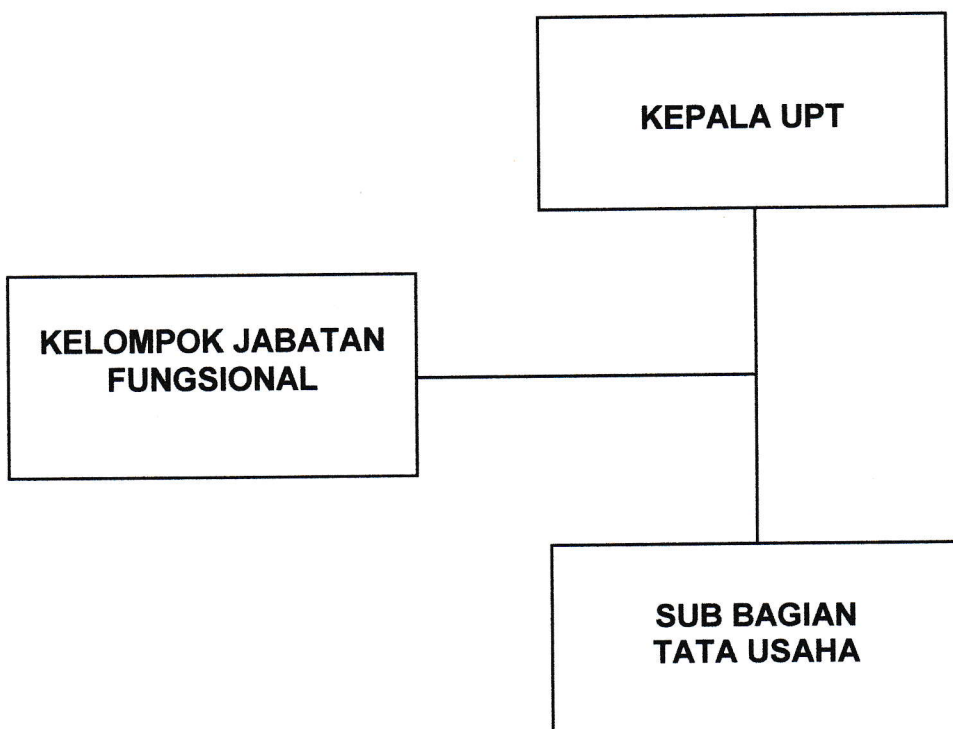 KEPALA UPT
KELOMPOK JABATAN
FUNGSIONAL
SUB BAGIAN
TATA USAHA